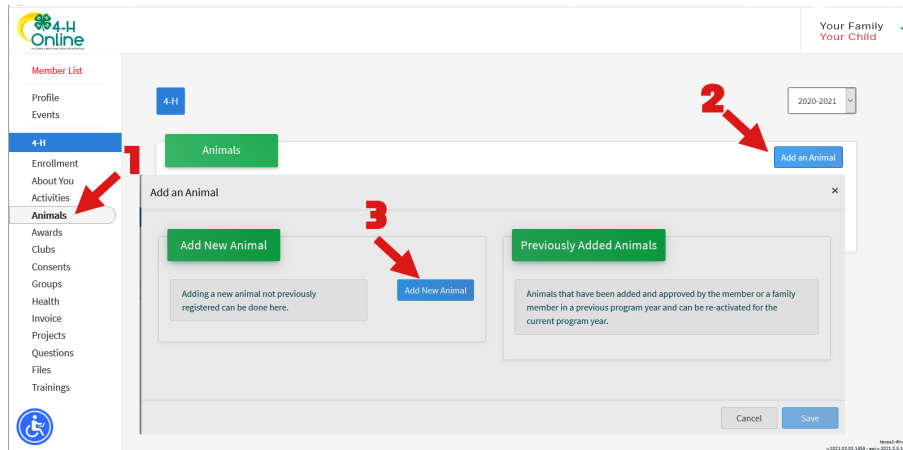 4-H
Online
Your Family
Your Child
Member List
Profile
Events
4-H
Enrollment
About You
Activities
Animals
Awards
Clubs
Consents
Groups
Health
Invoice
Projects
Questions
Files
Trainings
1
4-H
2
2020-2021
Animals
Add an Animal
Add an Animal
×
3
Add New Animal
Adding a new animal not previously
registered can be done here.
Add New Animal
Previously Added Animals
Animals that have been added and approved by the member or a family
member in a previous program year and can be re-activated for the
current program year.
Cancel
Save